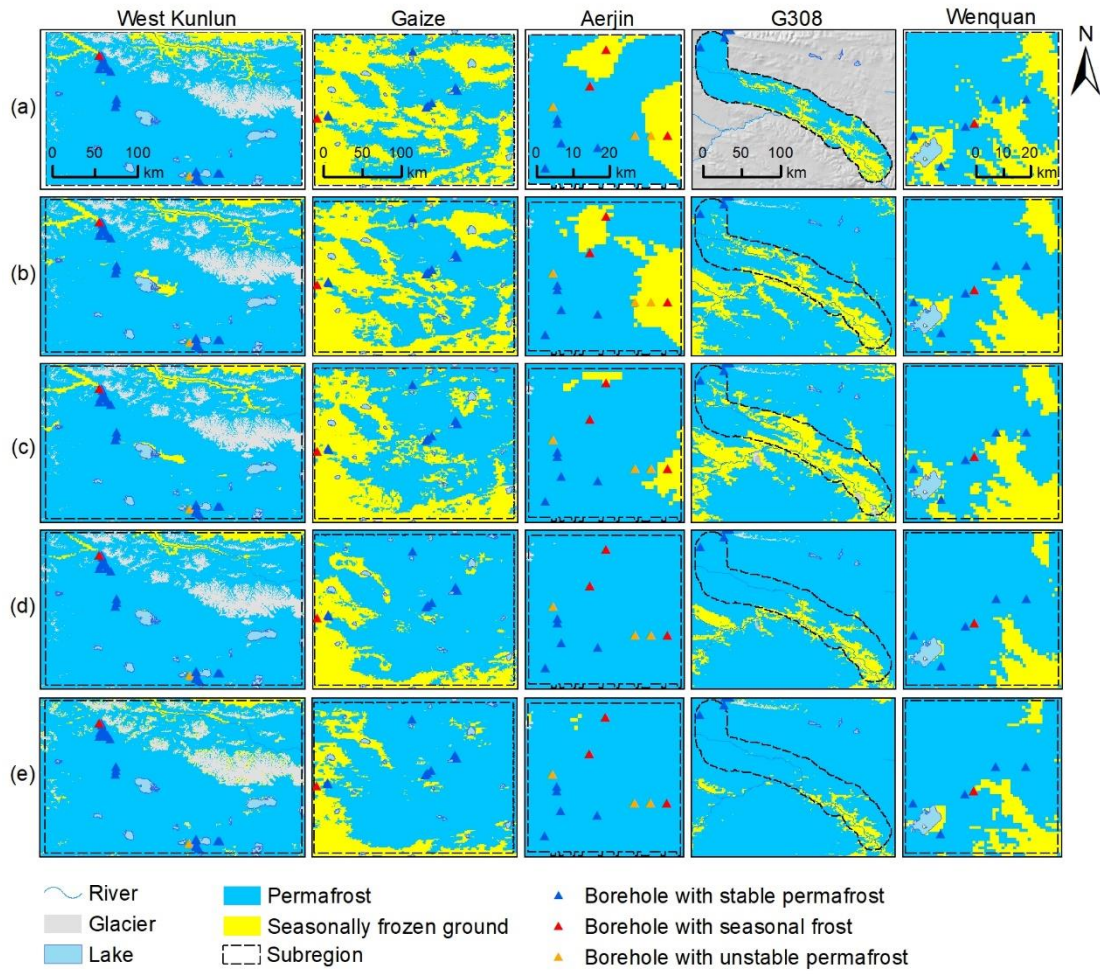 West Kunlun Gaize Aerjin G308 Wenquan
N
(a)
0 50 100
km
0 50 100
km
0 10 20
km
0 50 100
km
0 10 20
km
(b)
(c)
(d)
(e)
River Permafrost Borehole with stable permafrost
Glacier Seasonally frozen ground Borehole with seasonal frost
Lake Subregion Borehole with unstable permafrost